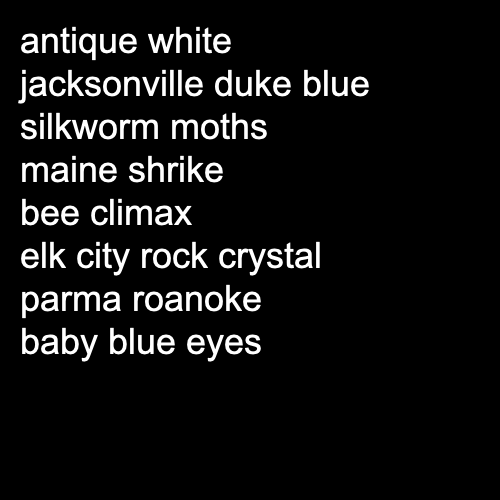 antique white
jacksonville duke blue
silkworm moths
maine shrike
bee climax
elk city rock crystal
parma roanoke
baby blue eyes